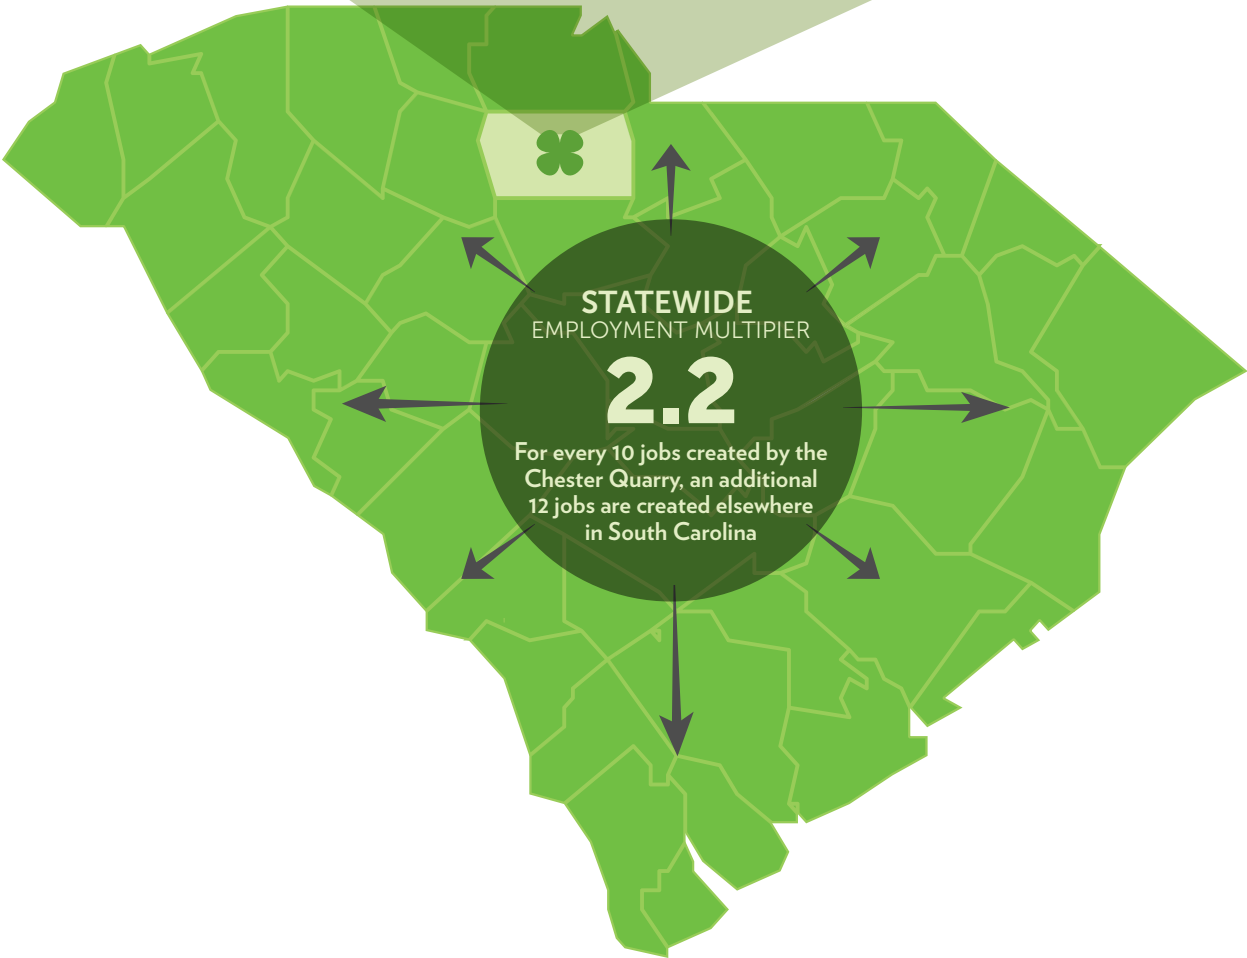 STATEWIDE
EMPLOYMENT MULTIPIER
2.2
For every 10 jobs created by the
Chester Quarry, an additional
12 jobs are created elsewhere
in South Carolina